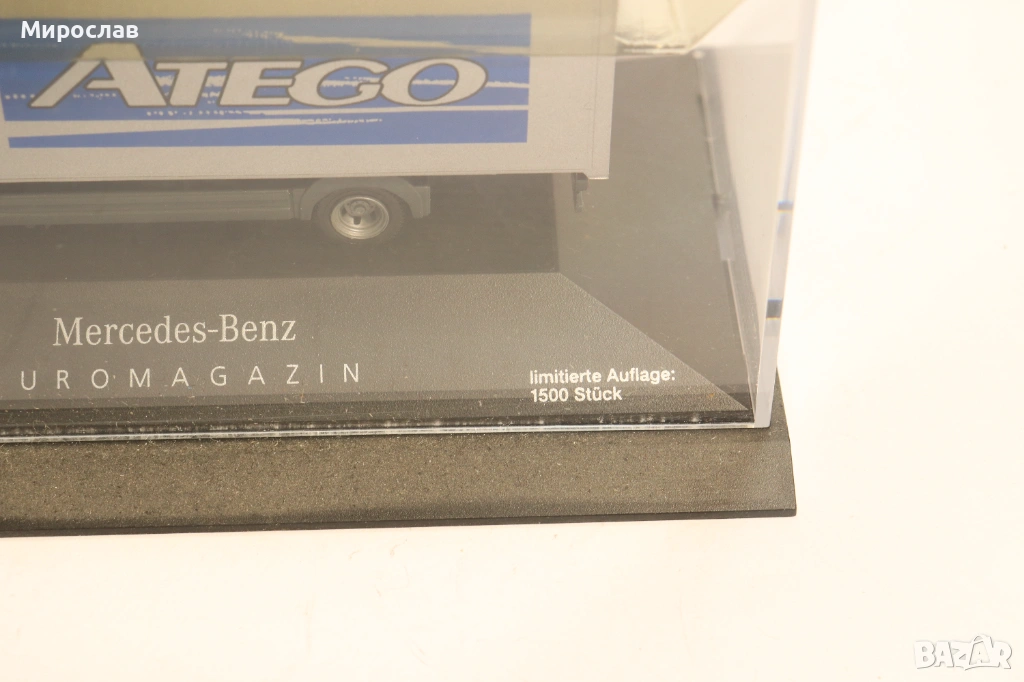 Мирослав
ATEGO
Mercedes-Benz
UROMAGAZIN
limitierte Auflage:
1500 Stück
BAZAR